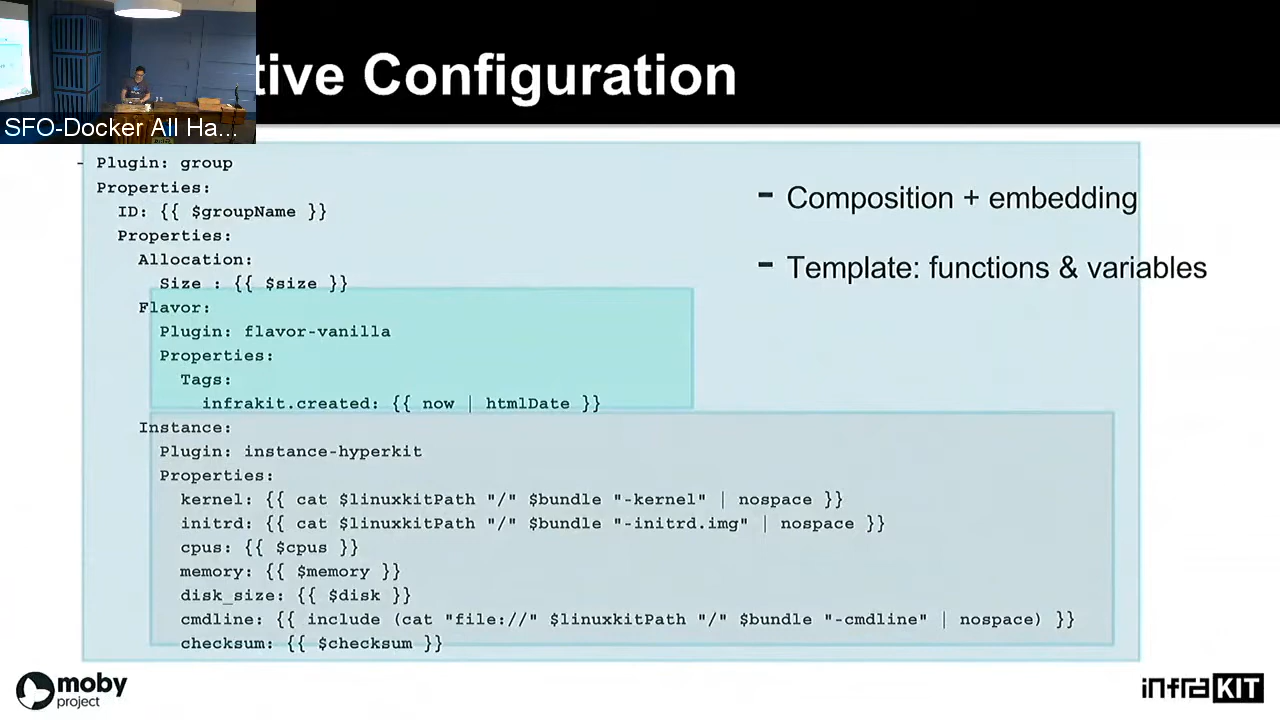 tive Configuration
SFO-Docker All Ha...
- Plugin: group
Properties:
ID: {{ $groupName }}
Properties:
Allocation:
Size : {{ $size }}
Flavor:
Plugin: flavor-vanilla
Properties:
Tags:
infrakit.created: {{ now | htmlDate }}
Instance:
Plugin: instance-hyperkit
Properties:
kernel: {{ cat $linuxkitPath "/" $bundle "-kernel" | nospace }}
initrd: {{ cat $linuxkitPath "/" $bundle "-initrd.img" | nospace }}
cpus: {{ $cpus }}
memory: {{ $memory }}
disk_size: {{ $disk }}
cmdline: {{ include (cat "file://" $linuxkitPath "/" $bundle "-cmdline" | nospace) }}
checksum: {{ $checksum }}
- Composition + embedding
- Template: functions & variables
moby
project
infraKIT